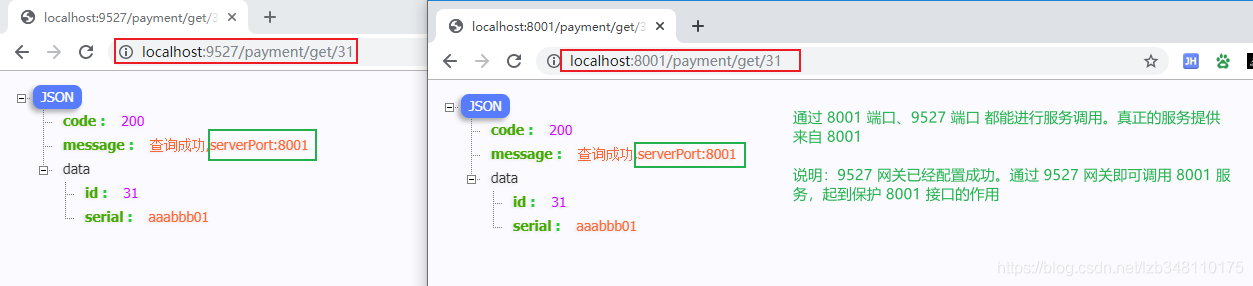 localhost:9527/payment/get/3
localhost:9527/payment/get/31
JSON
code : 200
message : 查询成功,serverPort:8001
data
id : 31
serial : aaabbb01
localhost:8001/payment/get/3
localhost:8001/payment/get/31
JH
JSON
code : 200
message : 查询成功,serverPort:8001
data
id : 31
serial : aaabbb01
通过 8001 端口、9527 端口 都能进行服务调用。真正的服务提供
来自 8001
说明：9527 网关已经配置成功。通过 9527 网关即可调用 8001 服
务，起到保护 8001 接口的作用
https://blog.csdn.net/lzb348110175